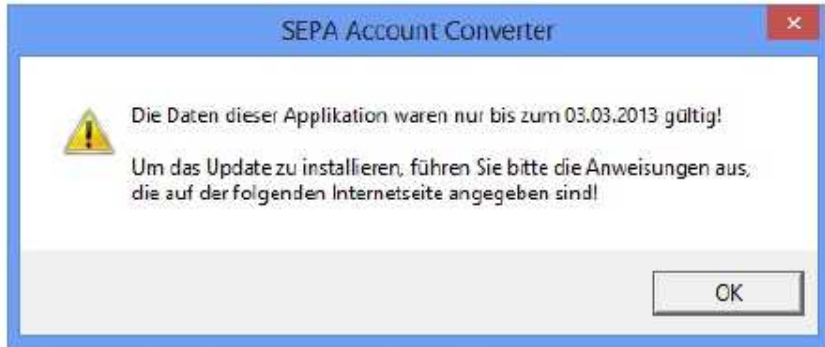 SEPA Account Converter
Die Daten dieser Applikation waren nur bis zum 03.03.2013 gültig!
Um das Update zu installieren, führen Sie bitte die Anweisungen aus,
die auf der folgenden Internetseite angegeben sind!
OK